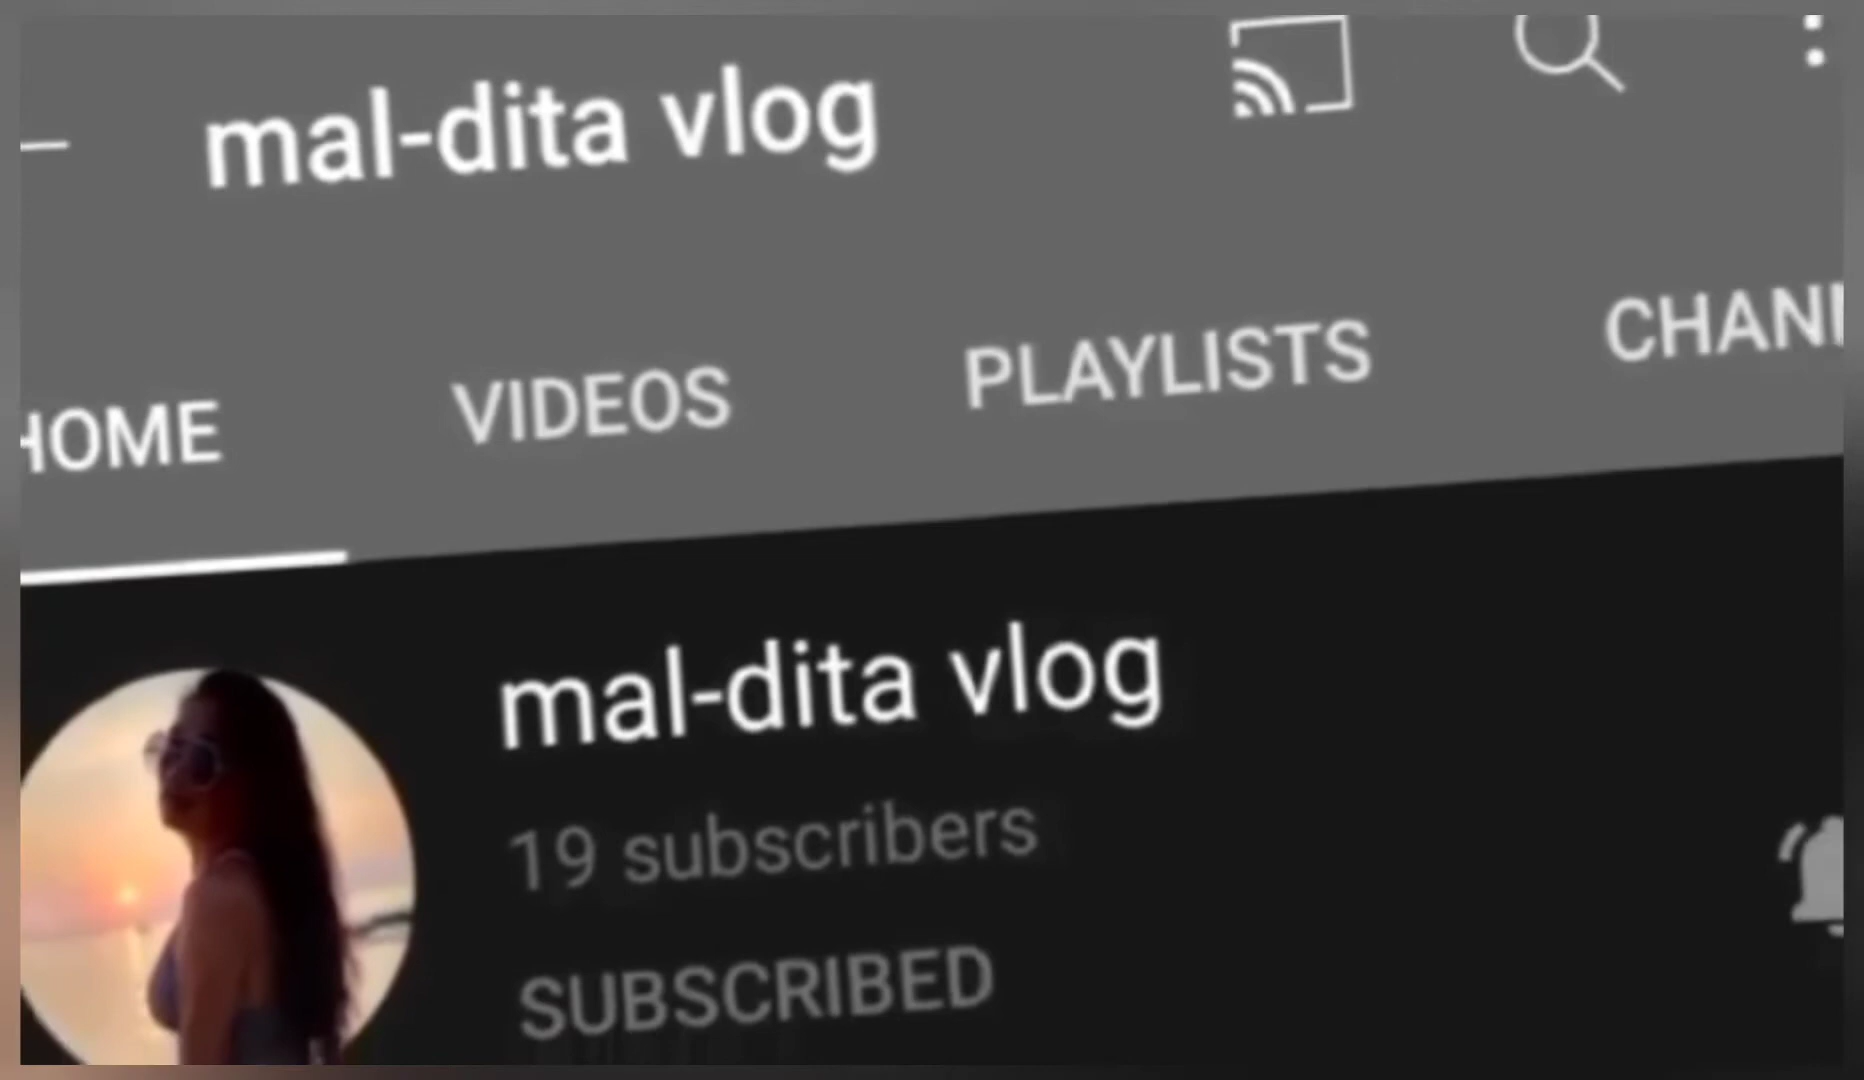 mal-dita vlog
HOME VIDEOS PLAYLISTS
mal-dita vlog
19 subscribers
SUBSCRIBED